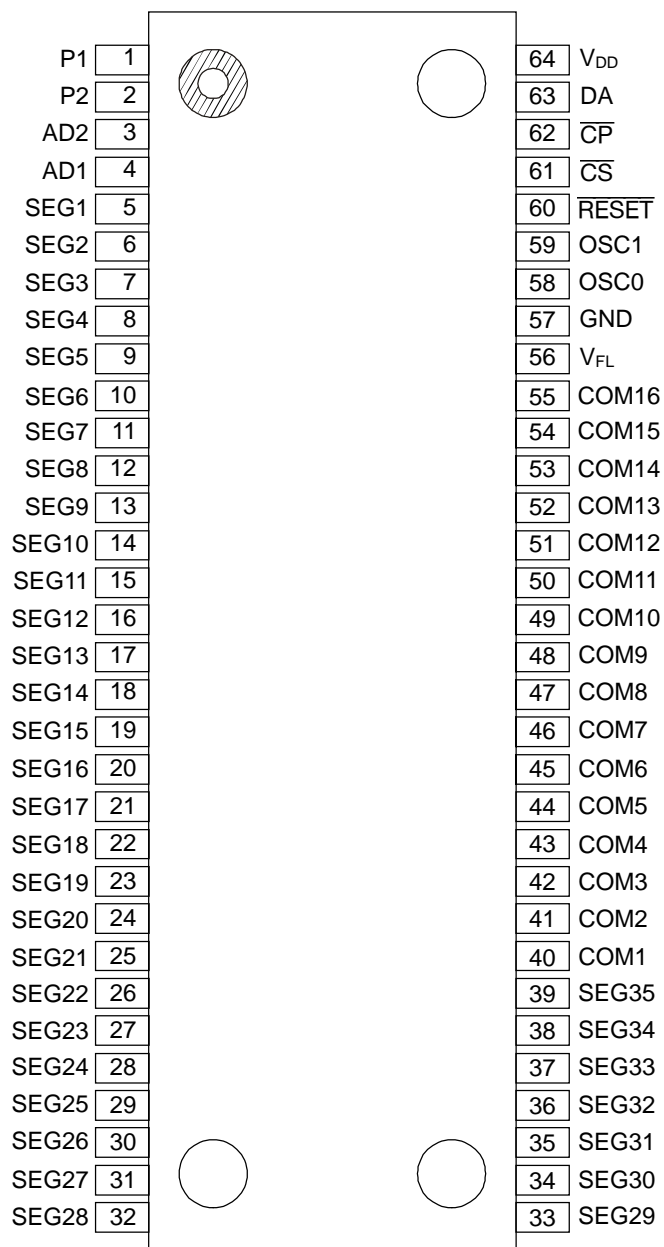 P1 1 64 VDD
P2 2 63 DA
AD2 3 62 C̅P̅
AD1 4 61 C̅S̅
SEG1 5 60 R̅E̅S̅E̅T̅
SEG2 6 59 OSC1
SEG3 7 58 OSC0
SEG4 8 57 GND
SEG5 9 56 VFL
SEG6 10 55 COM16
SEG7 11 54 COM15
SEG8 12 53 COM14
SEG9 13 52 COM13
SEG10 14 51 COM12
SEG11 15 50 COM11
SEG12 16 49 COM10
SEG13 17 48 COM9
SEG14 18 47 COM8
SEG15 19 46 COM7
SEG16 20 45 COM6
SEG17 21 44 COM5
SEG18 22 43 COM4
SEG19 23 42 COM3
SEG20 24 41 COM2
SEG21 25 40 COM1
SEG22 26 39 SEG35
SEG23 27 38 SEG34
SEG24 28 37 SEG33
SEG25 29 36 SEG32
SEG26 30 35 SEG31
SEG27 31 34 SEG30
SEG28 32 33 SEG29